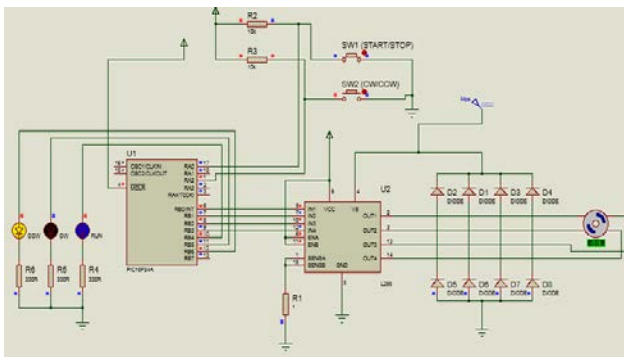 R2
10k
R3
10k
SW1 (START/STOP)
SW2 (CW/CCW)
U1
OSC1/CLKIN
OSC2/CLKOUT
MCLR
RA0
RA1
RA2
RA3
RA4/T0CKI
RB0/INT
RB1
RB2
RB3
RB4
RB5
RB6
RB7
PIC16F84A
CCW
CW
RUN
R6
330R
R5
330R
R4
330R
U2
IN1
IN2
IN3
IN4
ENA
ENB
SENSA
SENSB
VCC
VS
GND
OUT1
OUT2
OUT3
OUT4
L298
R1
1
D2
DIODE
D1
DIODE
D3
DIODE
D4
DIODE
D5
DIODE
D6
DIODE
D7
DIODE
D8
DIODE